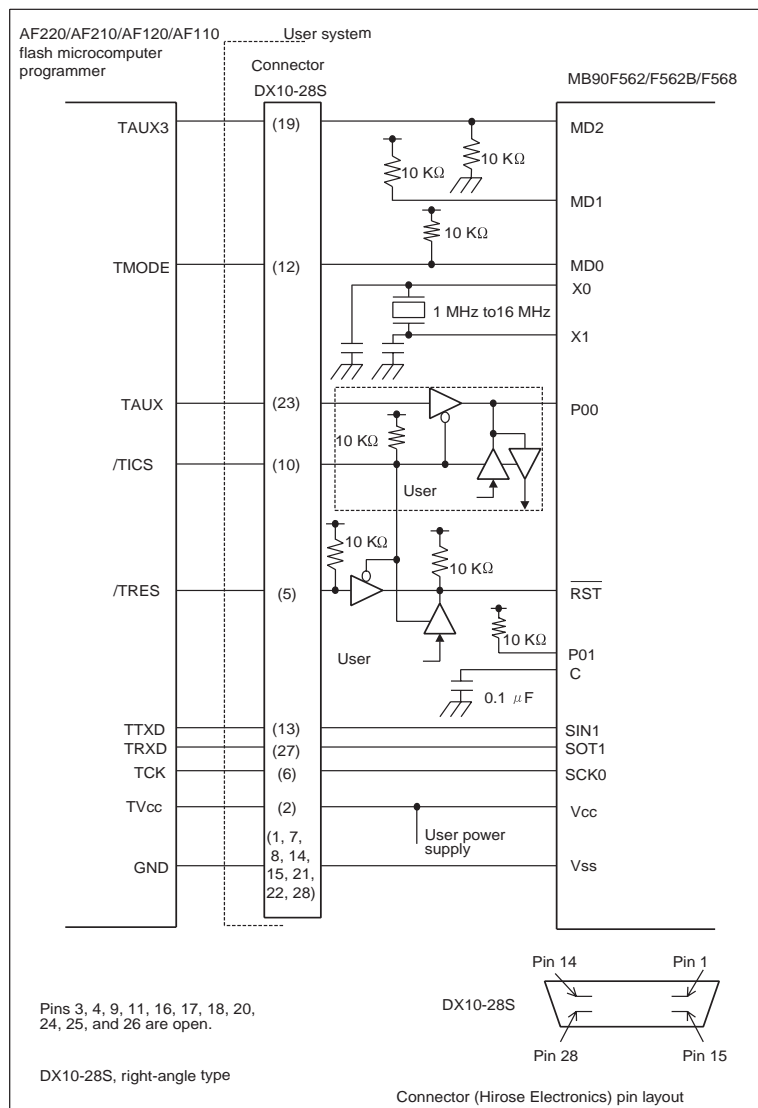 AF220/AF210/AF120/AF110
flash microcomputer
programmer
User system
Connector
DX10-28S
MB90F562/F562B/F568
TAUX3
(19)
MD2
10 KΩ
10 KΩ
MD1
10 KΩ
TMODE
(12)
MD0
X0
1 MHz to16 MHz
X1
TAUX
(23)
P00
10 KΩ
/TICS
(10)
User
10 KΩ
10 KΩ
/TRES
(5)
RST
10 KΩ
User
P01
C
0.1 μF
TTXD
(13)
SIN1
TRXD
(27)
SOT1
TCK
(6)
SCK0
TVcc
(2)
Vcc
User power
supply
(1, 7,
8, 14,
15, 21,
22, 28)
GND
Vss
Pin 14
Pin 1
DX10-28S
Pin 28
Pin 15
Pins 3, 4, 9, 11, 16, 17, 18, 20,
24, 25, and 26 are open.
DX10-28S, right-angle type
Connector (Hirose Electronics) pin layout